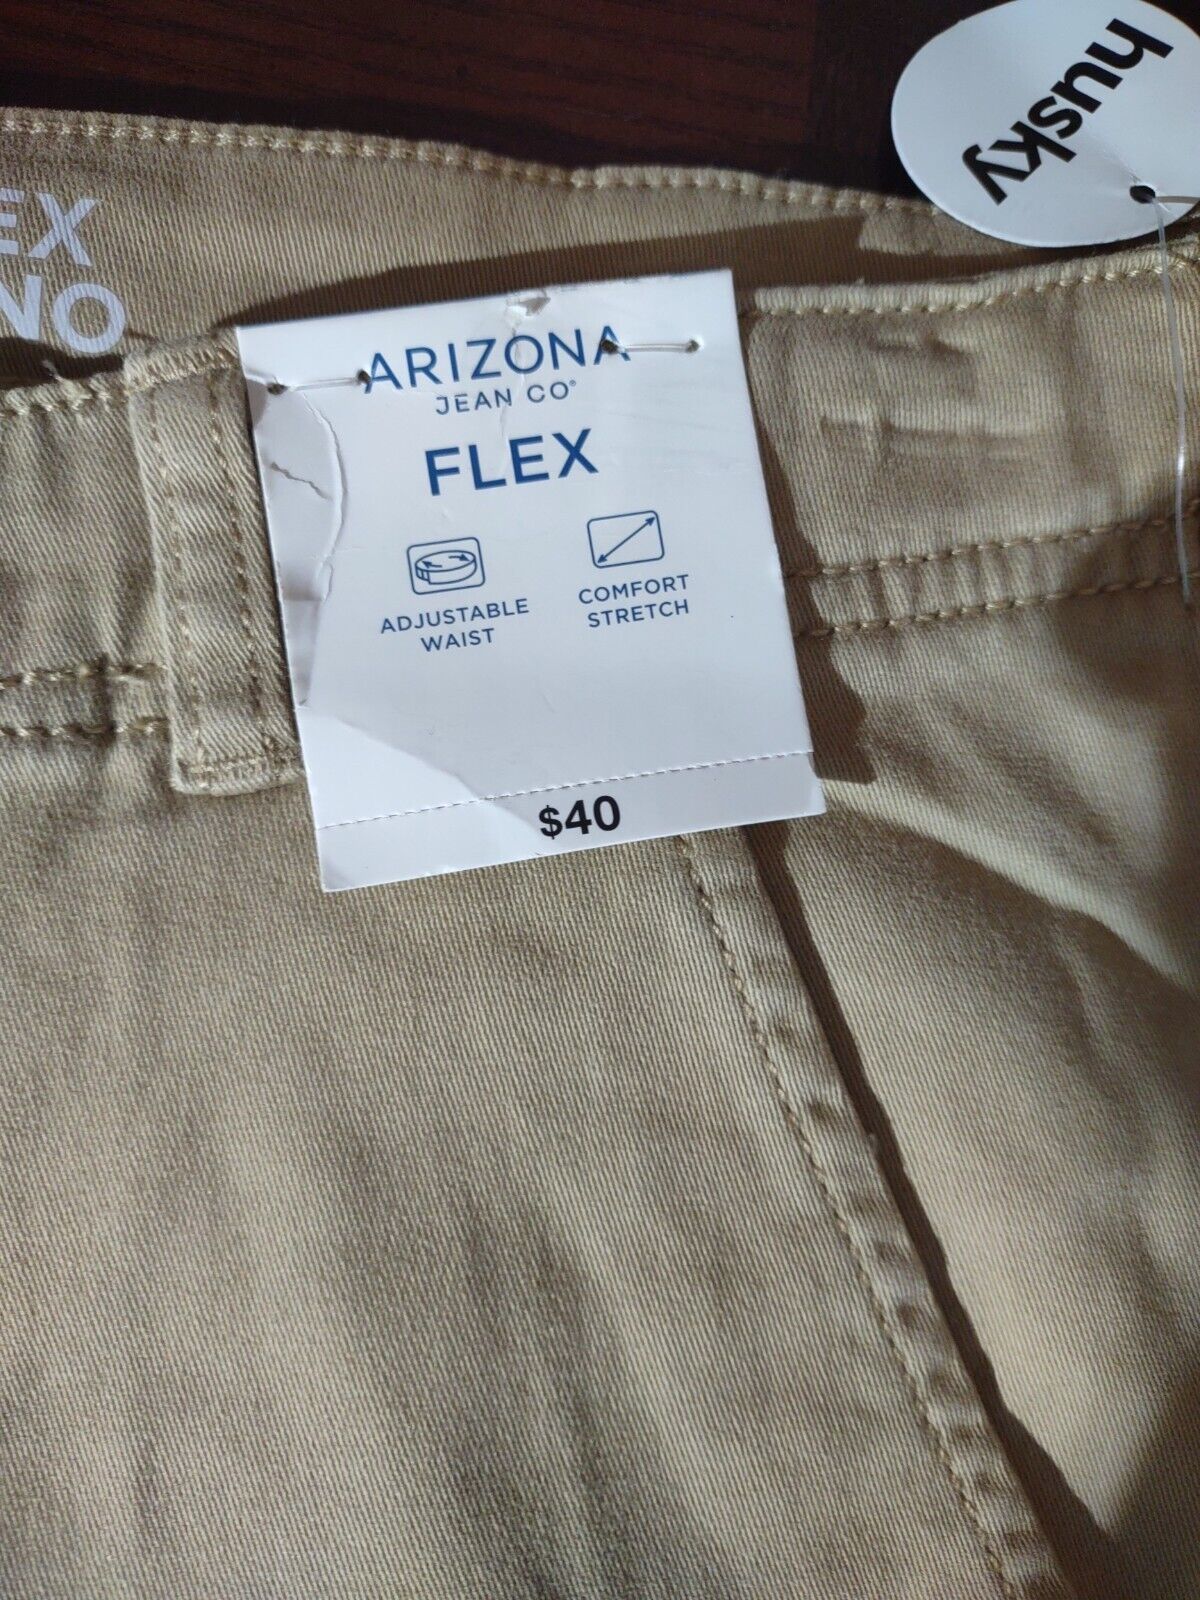 husky
EX
NO
ARIZONA
JEAN CO®
FLEX
ADJUSTABLE
WAIST
COMFORT
STRETCH
$40